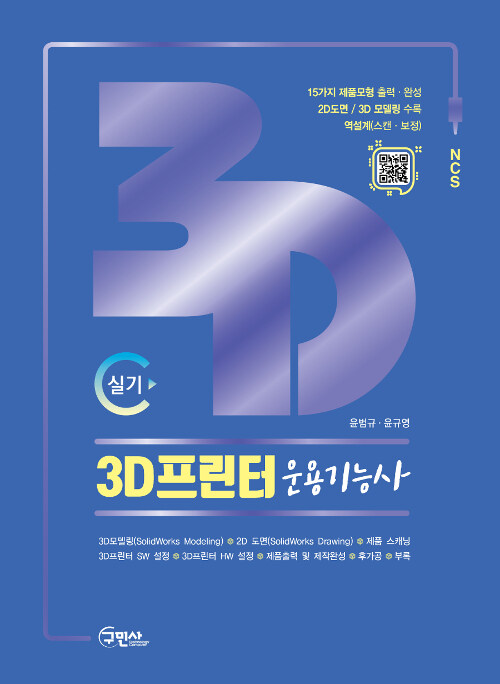 15가지 제품모형 출력 · 완성
2D도면 / 3D 모델링 수록
역설계(스캔 · 보정)
NCS
3D
실기
윤범규 · 윤규영
3D프린터 운용기능사
3D모델링(SolidWorks Modeling) 2D 도면(SolidWorks Drawing) 제품 스캐닝
3D프린터 SW 설정 3D프린터 HW 설정 제품출력 및 제작완성 후가공 부록
구민사